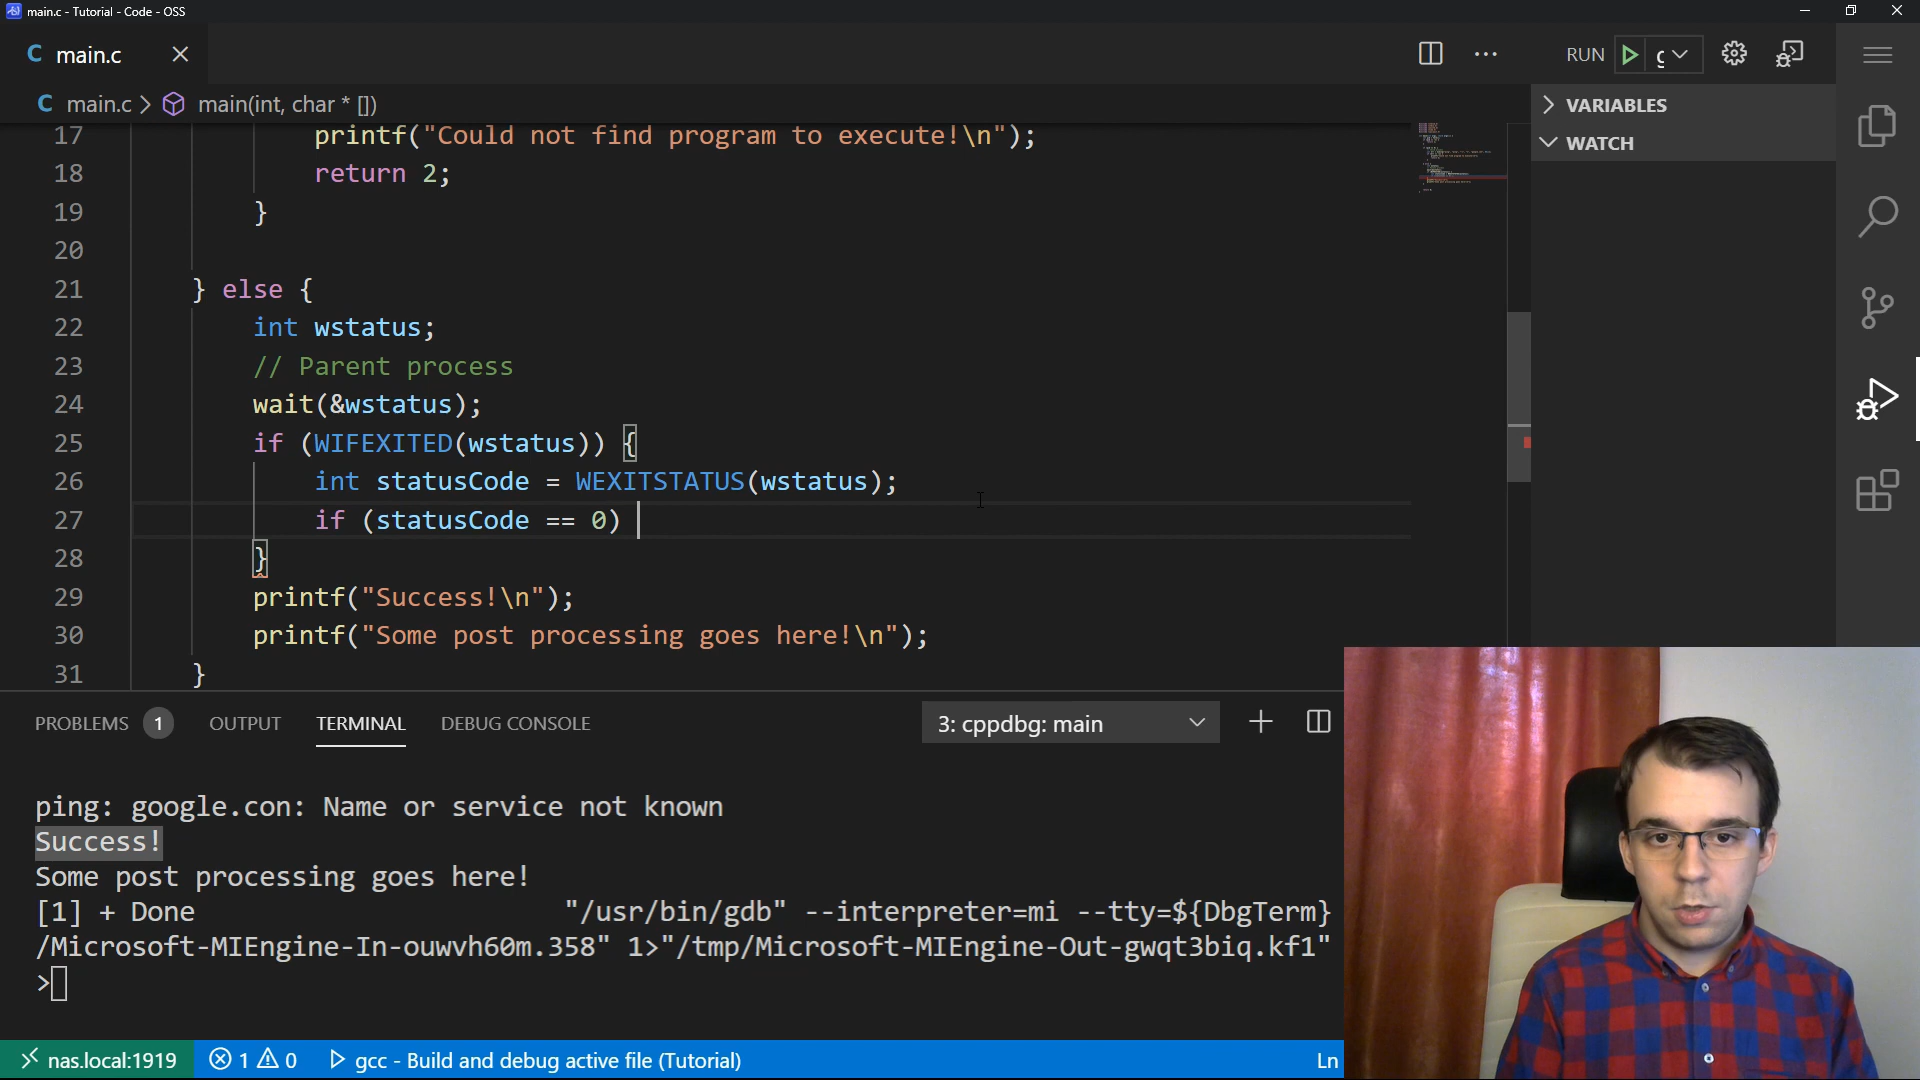 main.c - Tutorial - Code - OSS
C main.c
RUN
C main.c > main(int, char * [])
VARIABLES
WATCH
17 printf("Could not find program to execute!\n");
18 return 2;
19 }
20
21 } else {
22 int wstatus;
23 // Parent process
24 wait(&wstatus);
25 if (WIFEXITED(wstatus)) {
26 int statusCode = WEXITSTATUS(wstatus);
27 if (statusCode == 0)
28 }
29 printf("Success!\n");
30 printf("Some post processing goes here!\n");
31 }
PROBLEMS 1 OUTPUT TERMINAL DEBUG CONSOLE 3: cppdbg: main
ping: google.con: Name or service not known
Success!
Some post processing goes here!
[1] + Done "/usr/bin/gdb" --interpreter=mi --tty=${DbgTerm}
/Microsoft-MIEngine-In-ouwvh60m.358" 1>"/tmp/Microsoft-MIEngine-Out-gwqt3biq.kf1"
>
nas.local:1919 1 0 gcc - Build and debug active file (Tutorial) Ln